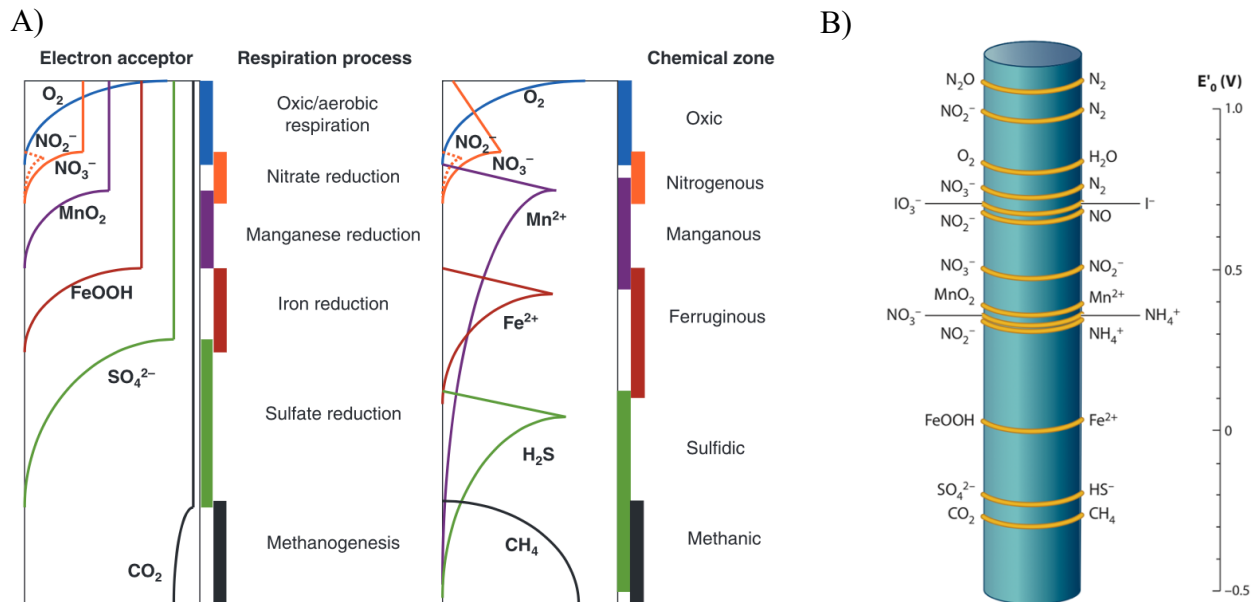 A)
Electron acceptor
Respiration process
O₂
NO₂⁻
NO₃⁻
MnO₂
FeOOH
SO₄²⁻
CO₂
Oxic/aerobic
respiration
Nitrate reduction
Manganese reduction
Iron reduction
Sulfate reduction
Methanogenesis
Chemical zone
O₂
NO₂⁻
NO₃⁻
Mn²⁺
Fe²⁺
H₂S
CH₄
Oxic
Nitrogenous
Manganous
Ferruginous
Sulfidic
Methanic
B)
E'₀ (V)
N₂O N₂
NO₂⁻ N₂
O₂ H₂O
NO₃⁻ N₂
IO₃⁻ I⁻
NO₂⁻ NO
NO₃⁻ NO₂⁻
MnO₂ Mn²⁺
NO₃⁻ NH₄⁺
NO₂⁻ NH₄⁺
FeOOH Fe²⁺
SO₄²⁻ HS⁻
CO₂ CH₄
1.0
0.5
0
−0.5